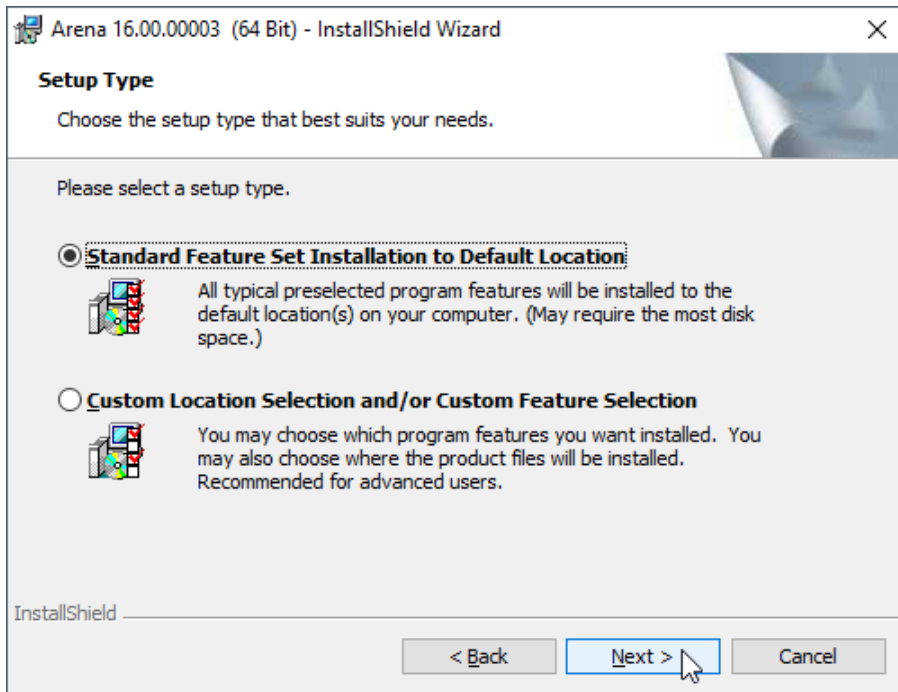 Arena 16.00.00003 (64 Bit) - InstallShield Wizard
Setup Type
Choose the setup type that best suits your needs.
Please select a setup type.
Standard Feature Set Installation to Default Location
All typical preselected program features will be installed to the
default location(s) on your computer. (May require the most disk
space.)
Custom Location Selection and/or Custom Feature Selection
You may choose which program features you want installed. You
may also choose where the product files will be installed.
Recommended for advanced users.
InstallShield
< Back Next > Cancel